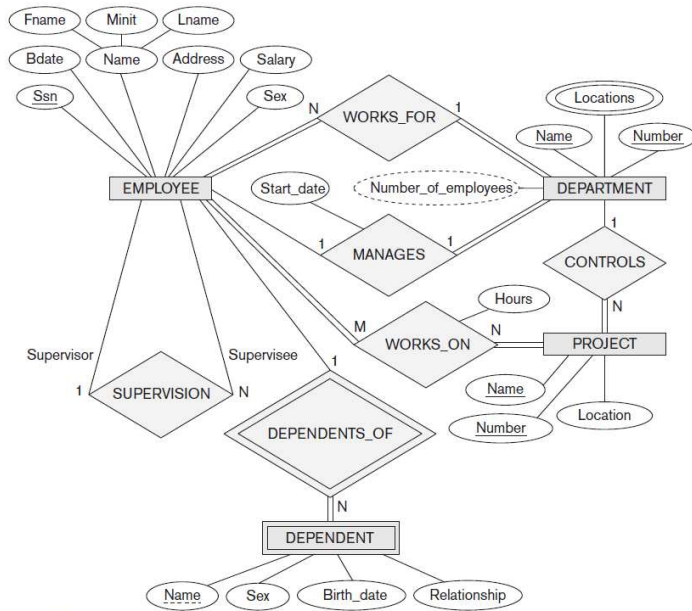 Fname Minit Lname
Bdate Name Address Salary
Ssn Sex
N WORKS_FOR 1
Locations
Name Number
EMPLOYEE Start_date Number_of_employees DEPARTMENT
1 MANAGES 1
1
CONTROLS
N
Hours
M WORKS_ON N PROJECT
Supervisor Supervisee
1 SUPERVISION N
1
Name
Number Location
DEPENDENTS_OF
N
DEPENDENT
Name Sex Birth_date Relationship